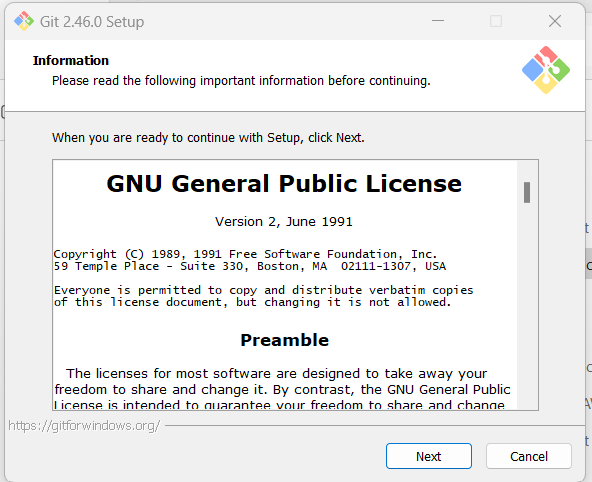 Git 2.46.0 Setup
Information
Please read the following important information before continuing.
When you are ready to continue with Setup, click Next.
GNU General Public License
Version 2, June 1991
Copyright (C) 1989, 1991 Free Software Foundation, Inc.
59 Temple Place - Suite 330, Boston, MA  02111-1307, USA
Everyone is permitted to copy and distribute verbatim copies
of this license document, but changing it is not allowed.
Preamble
The licenses for most software are designed to take away your
freedom to share and change it. By contrast, the GNU General Public
License is intended to guarantee your freedom to share and change
https://gitforwindows.org/
Next
Cancel